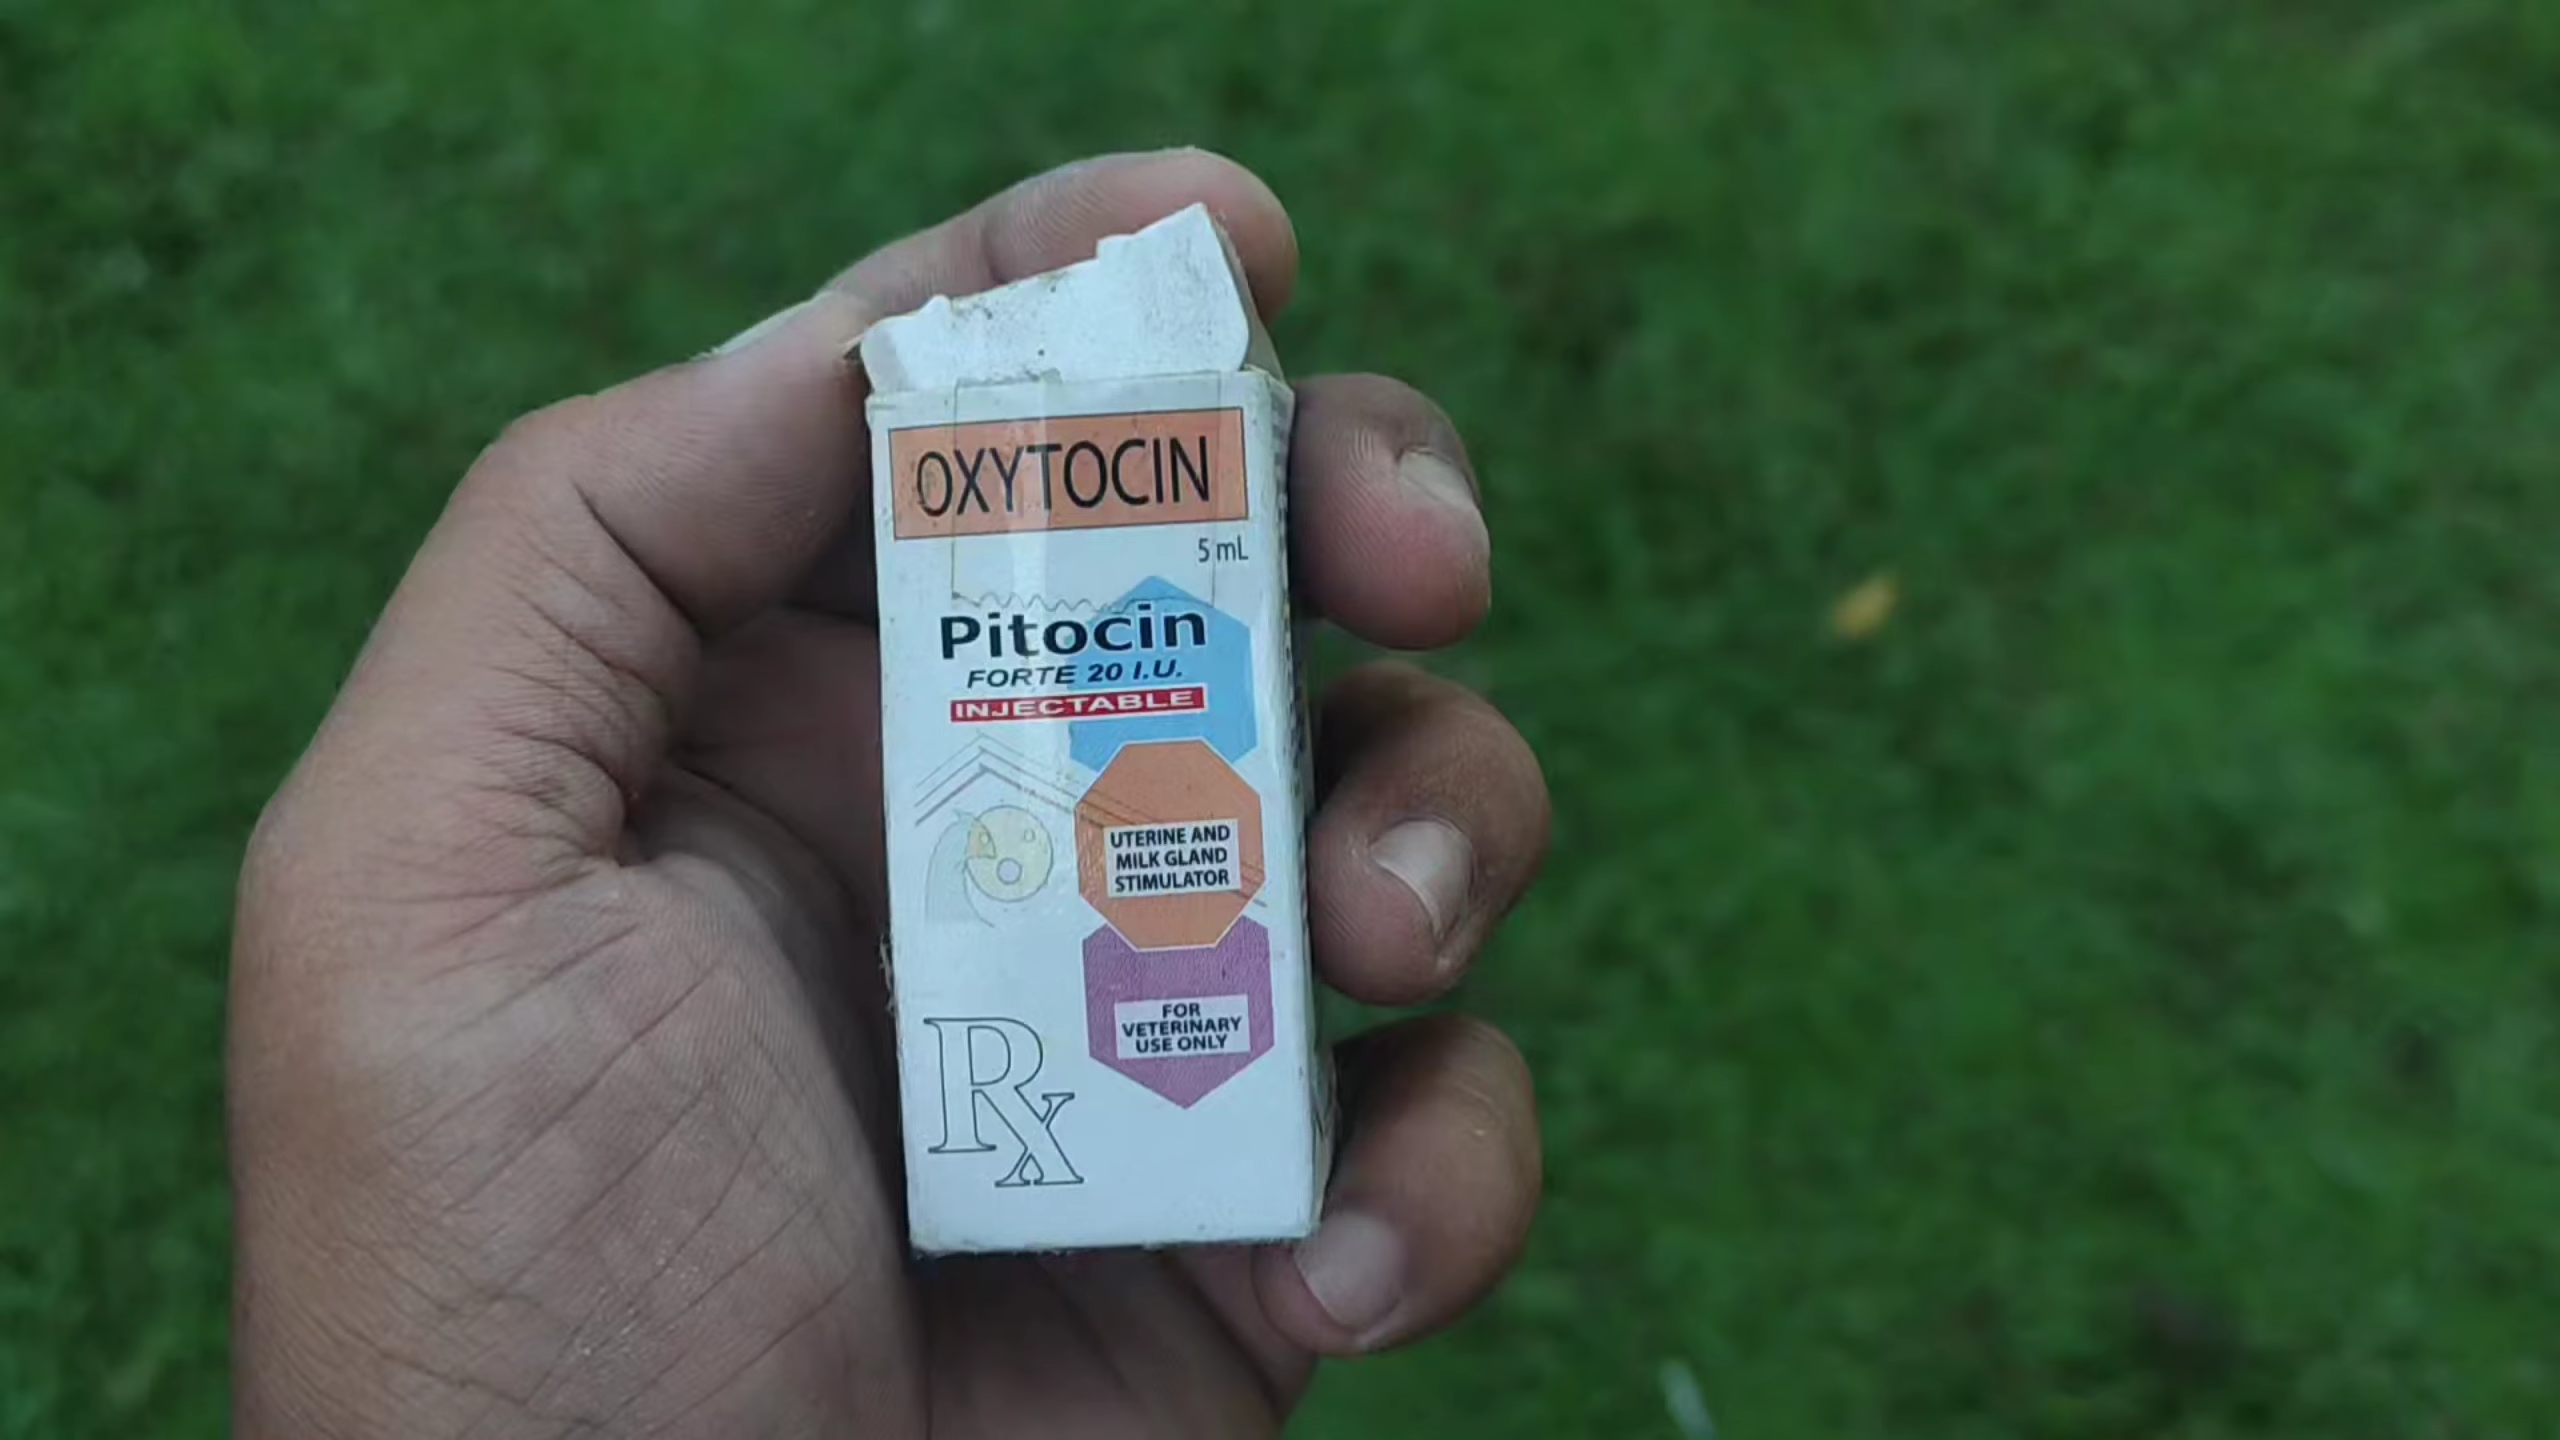 OXYTOCIN
5 mL
Pitocin
FORTE 20 I.U.
INJECTABLE
UTERINE AND
MILK GLAND
STIMULATOR
FOR
VETERINARY
USE ONLY
Rx